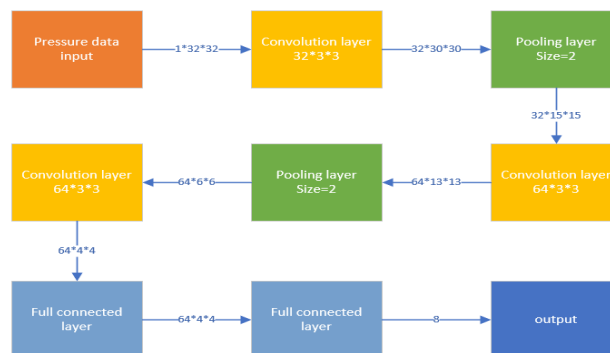 Pressure data
input
1*32*32
Convolution layer
32*3*3
32*30*30
Pooling layer
Size=2
32*15*15
Convolution layer
64*3*3
64*13*13
Pooling layer
Size=2
64*6*6
Convolution layer
64*3*3
64*4*4
Full connected
layer
64*4*4
Full connected
layer
8
output